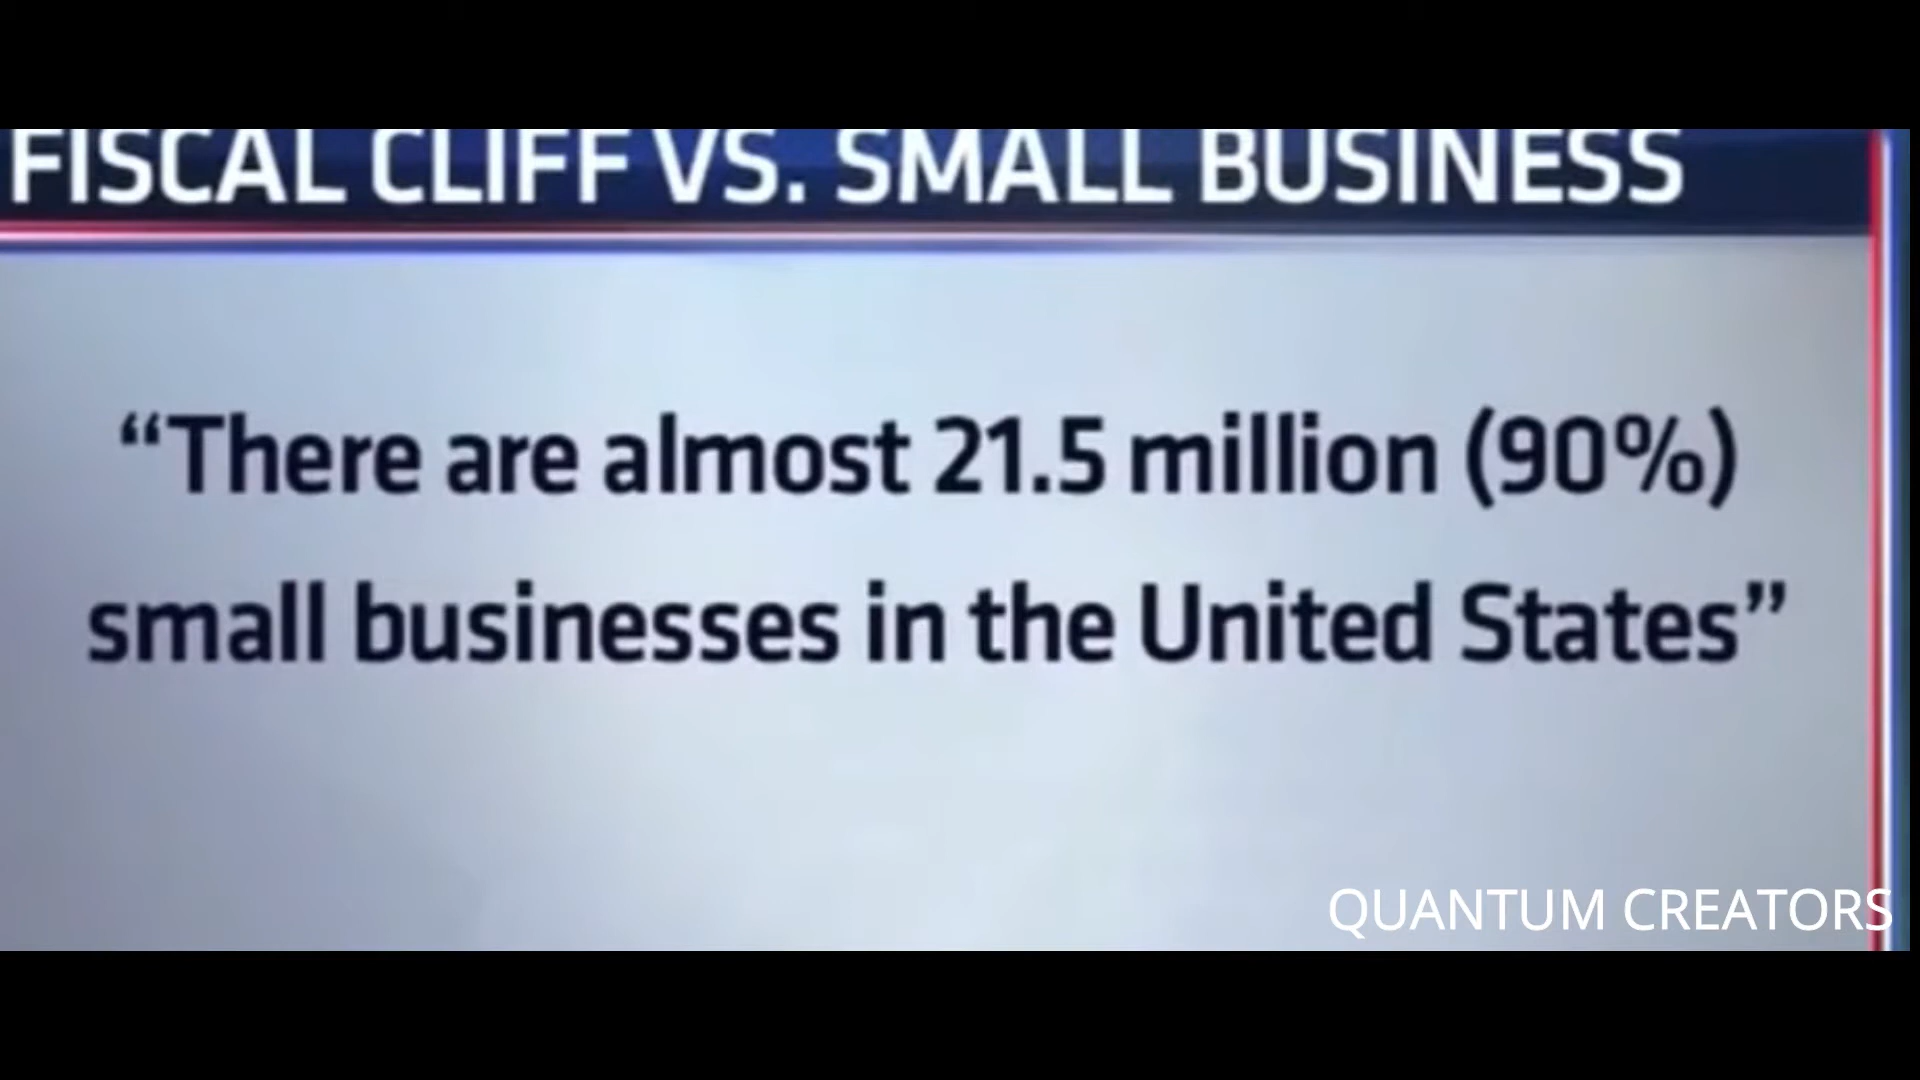 FISCAL CLIFF VS. SMALL BUSINESS
“There are almost 21.5 million (90%)
small businesses in the United States”
QUANTUM CREATORS